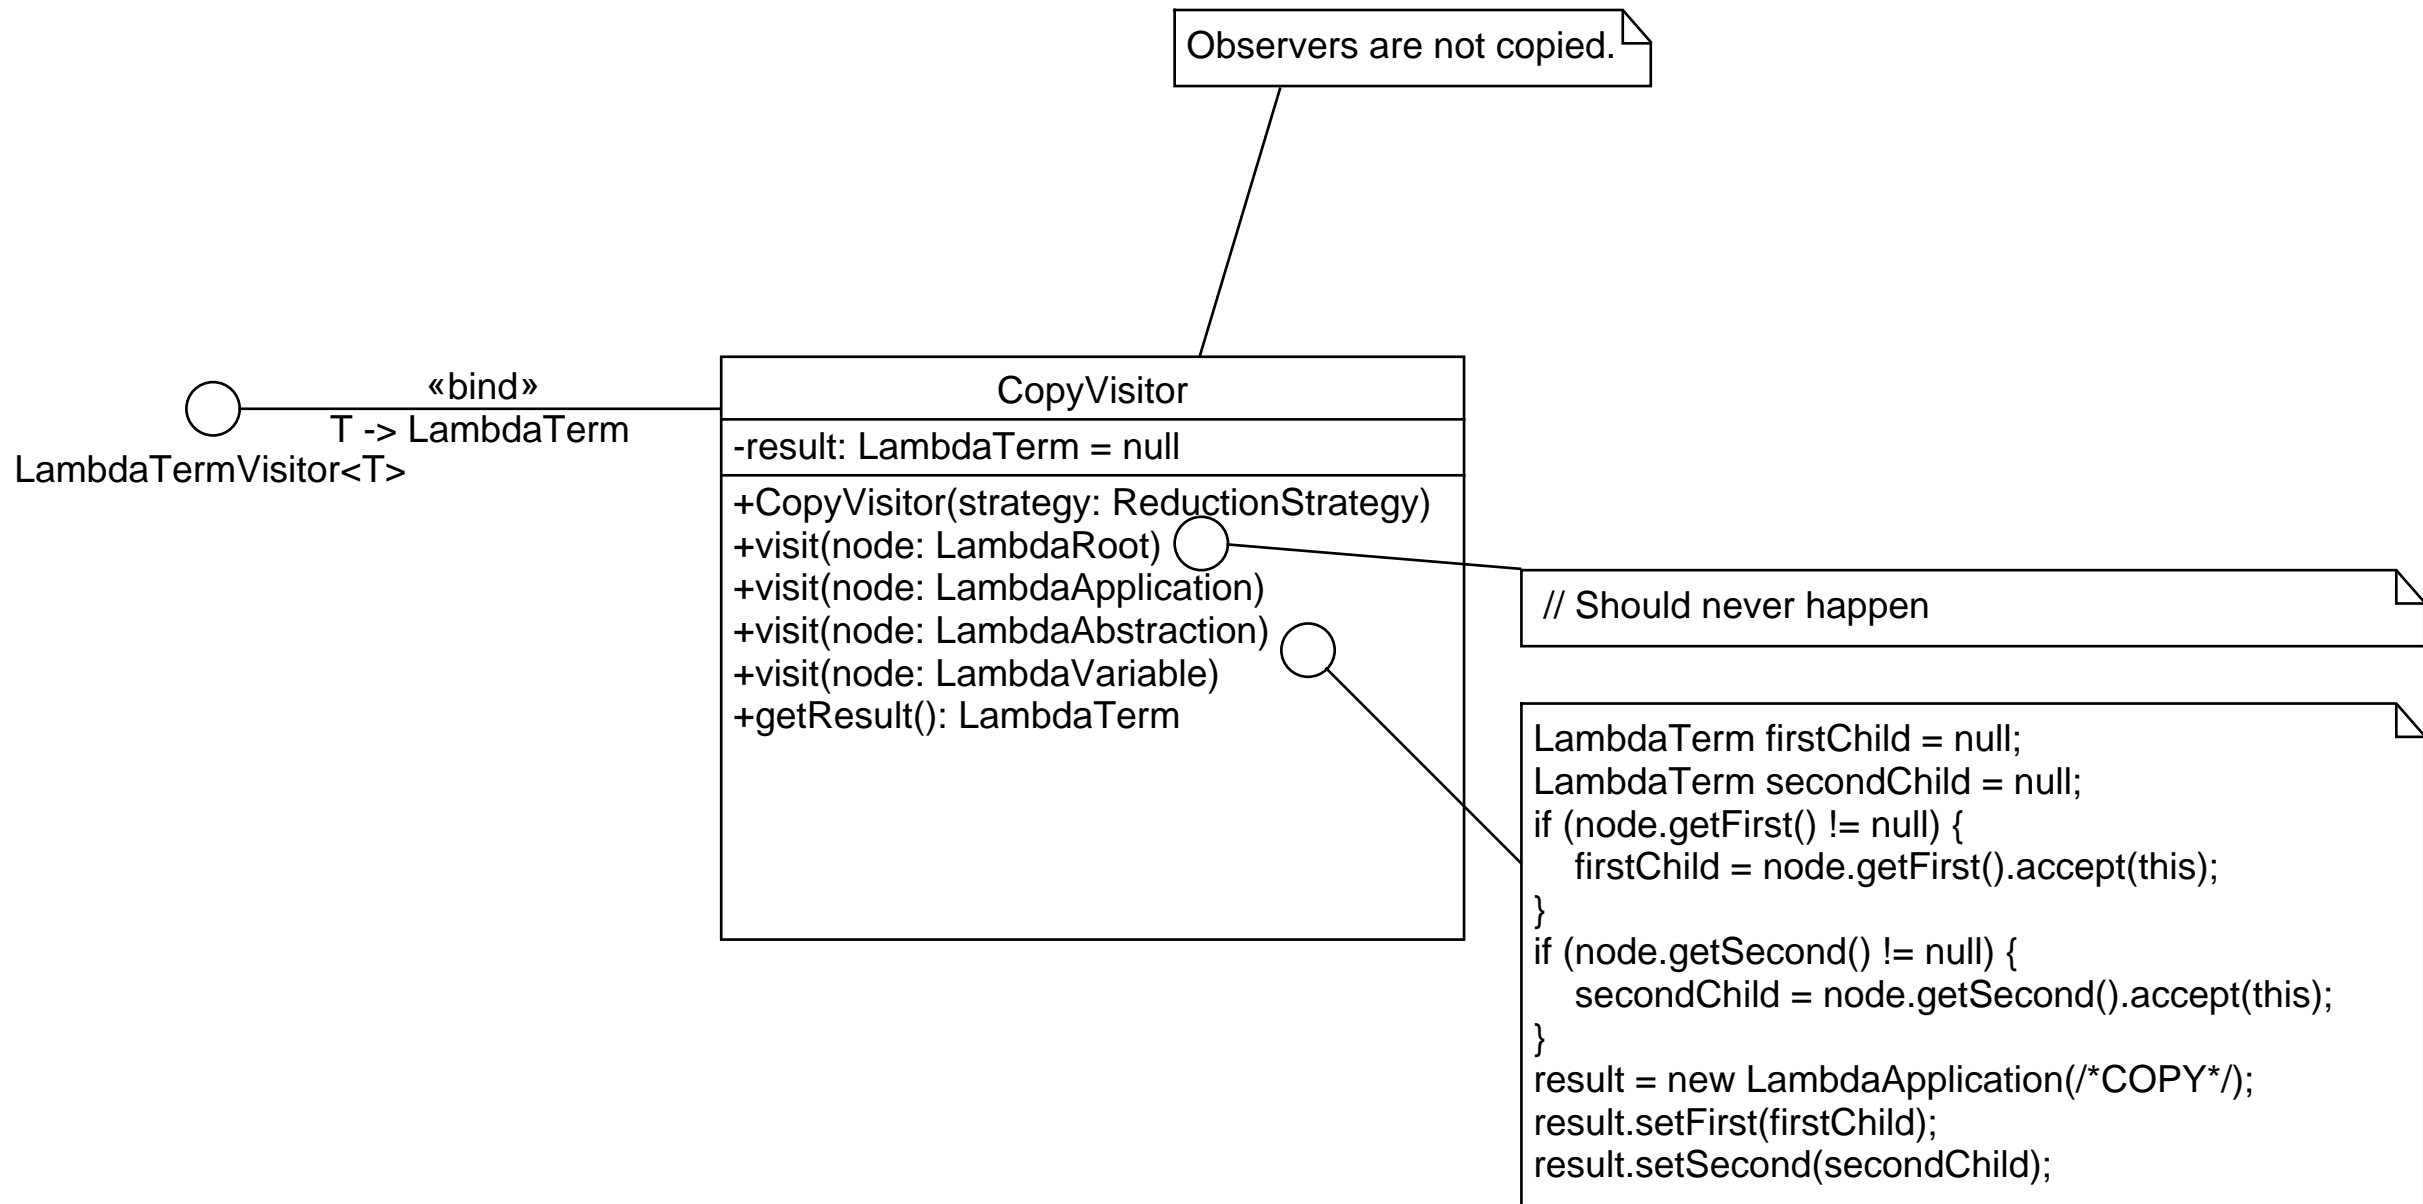 Observers are not copied.
«bind»
T -> LambdaTerm
LambdaTermVisitor<T>
CopyVisitor
-result: LambdaTerm = null
+CopyVisitor(strategy: ReductionStrategy)
+visit(node: LambdaRoot)
+visit(node: LambdaApplication)
+visit(node: LambdaAbstraction)
+visit(node: LambdaVariable)
+getResult(): LambdaTerm
// Should never happen
LambdaTerm firstChild = null;
LambdaTerm secondChild = null;
if (node.getFirst() != null) {
    firstChild = node.getFirst().accept(this);
}
if (node.getSecond() != null) {
    secondChild = node.getSecond().accept(this);
}
result = new LambdaApplication(/*COPY*/);
result.setFirst(firstChild);
result.setSecond(secondChild);